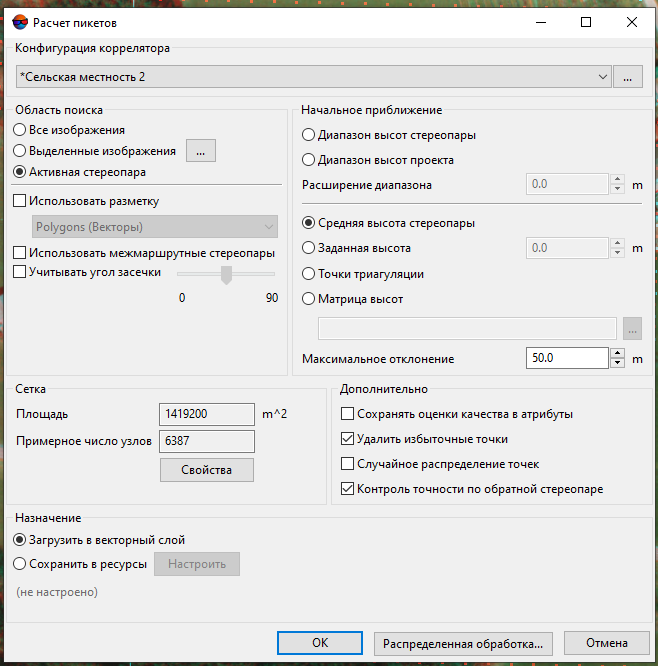 Расчет пикетов
Конфигурация коррелятора
*Сельская местность 2
...
Область поиска
Все изображения
Выделенные изображения
...
Активная стереопара
Использовать разметку
Polygons (Векторы)
Использовать межмаршрутные стереопары
Учитывать угол засечки
0 90
Начальное приближение
Диапазон высот стереопары
Диапазон высот проекта
Расширение диапазона 0.0 m
Средняя высота стереопары
Заданная высота 0.0 m
Точки триагуляции
Матрица высот
...
Максимальное отклонение 50.0 m
Сетка
Площадь 1419200 m^2
Примерное число узлов 6387
Свойства
Дополнительно
Сохранять оценки качества в атрибуты
Удалить избыточные точки
Случайное распределение точек
Контроль точности по обратной стереопаре
Назначение
Загрузить в векторный слой
Сохранить в ресурсы Настроить
(не настроено)
OK Распределенная обработка... Отмена